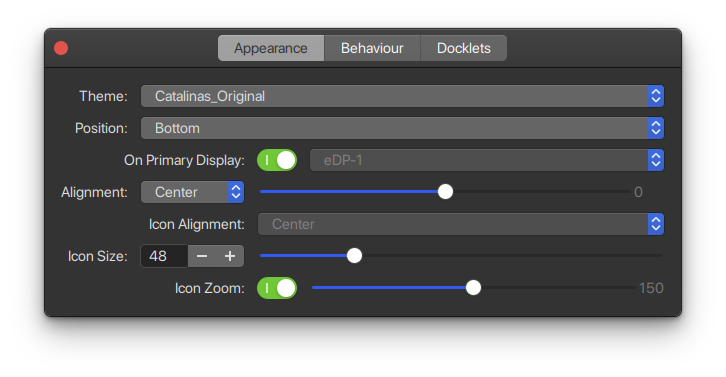 Appearance Behaviour Docklets
Theme: Catalinas_Original
Position: Bottom
On Primary Display: eDP-1
Alignment: Center 0
Icon Alignment: Center
Icon Size: 48
Icon Zoom: 150